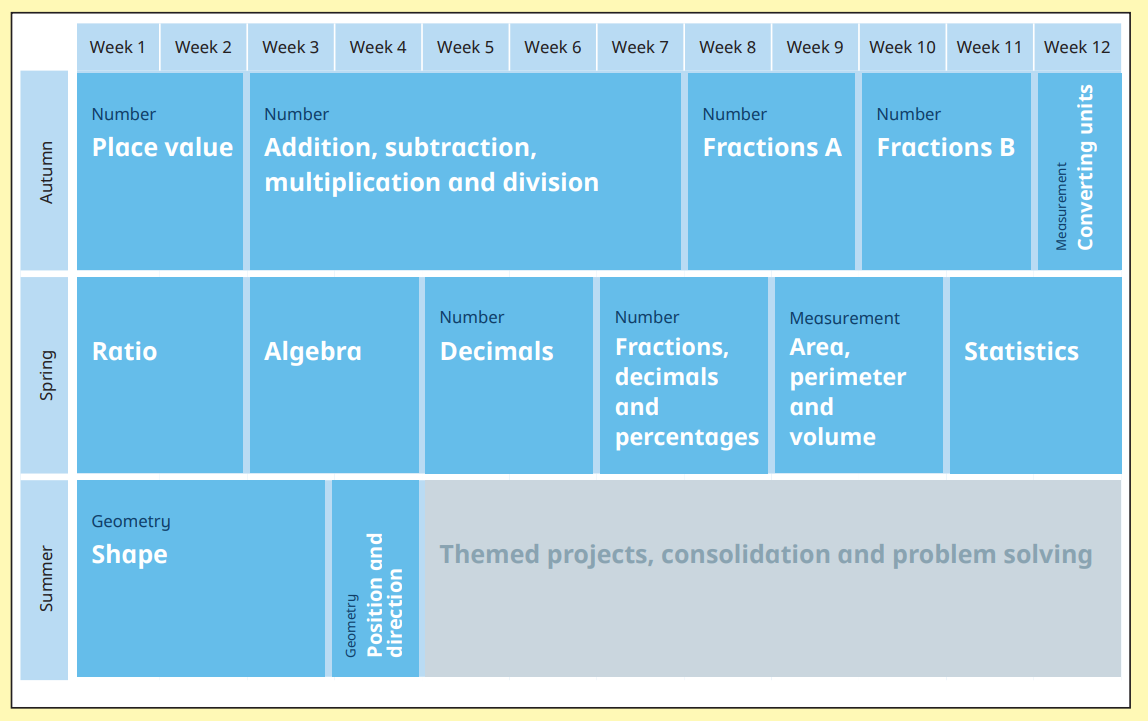 Week 1 Week 2 Week 3 Week 4 Week 5 Week 6 Week 7 Week 8 Week 9 Week 10 Week 11 Week 12
Autumn
Number
Place value
Number
Addition, subtraction,
multiplication and division
Number
Fractions A
Number
Fractions B
Measurement
Converting units
Spring
Ratio
Algebra
Number
Decimals
Number
Fractions,
decimals
and
percentages
Measurement
Area,
perimeter
and
volume
Statistics
Summer
Geometry
Shape
Geometry
Position and
direction
Themed projects, consolidation and problem solving